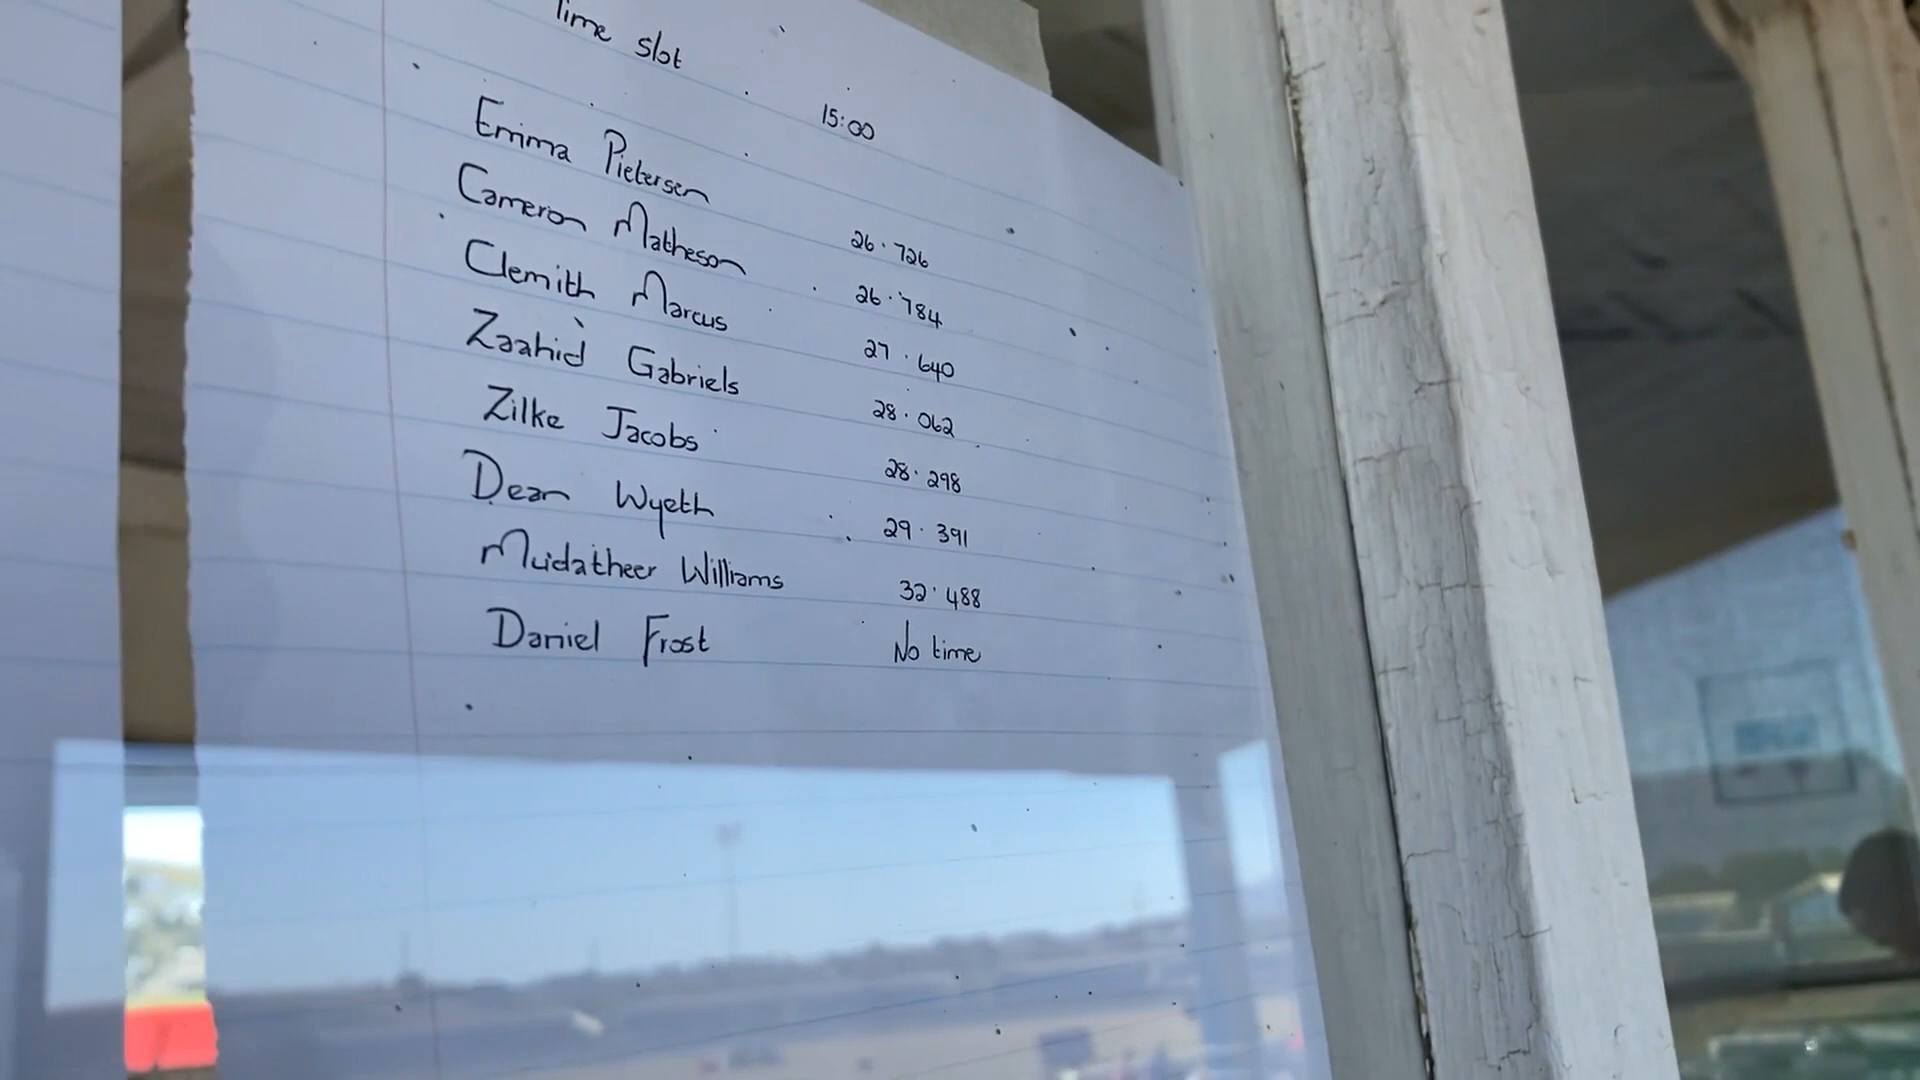 Time slot
15:00
Emma Pietersen 26.726
Cameron Matheson 26.784
Clemith Marcus 27.640
Zaahid Gabriels 28.062
Zilke Jacobs 28.298
Dean Wyeth 29.391
Mudatheer Williams 32.488
Daniel Frost No time